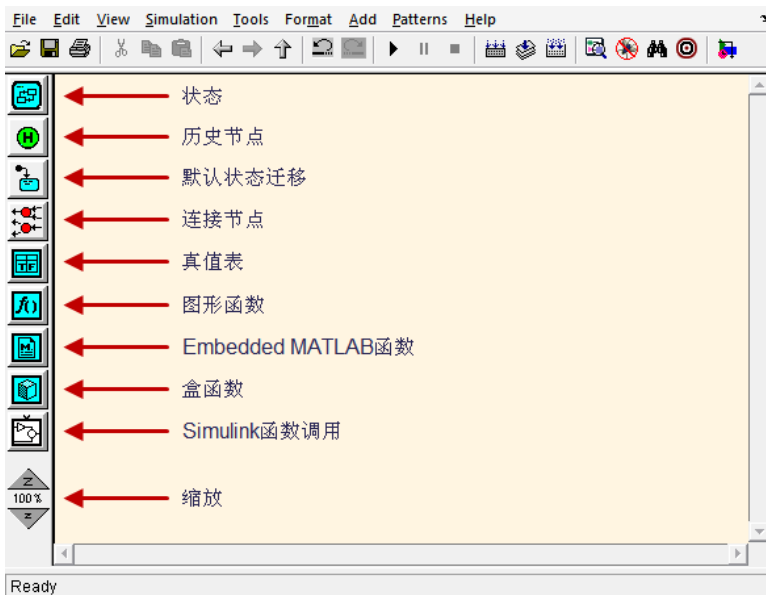 File Edit View Simulation Tools Format Add Patterns Help
状态
H
历史节点
默认状态迁移
连接节点
TF
真值表
f()
图形函数
M
Embedded MATLAB函数
盒函数
Simulink函数调用
Z
100%
z
缩放
Ready